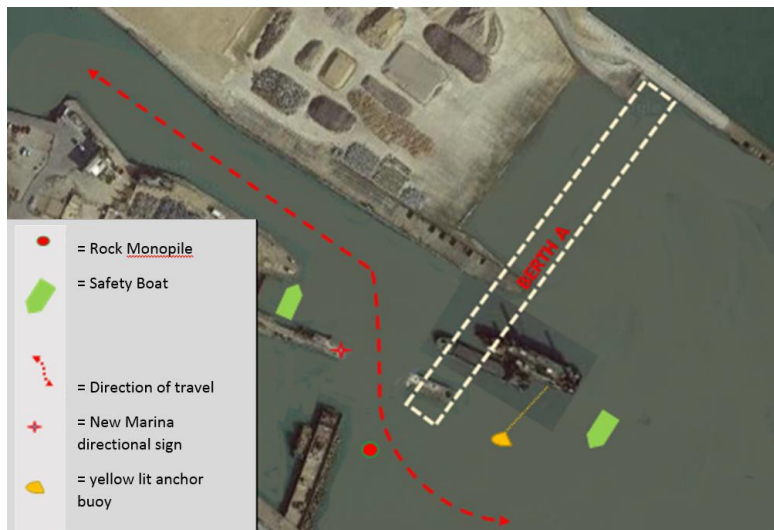 BERTH A
= Rock Monopile
= Safety Boat
= Direction of travel
= New Marina
directional sign
= yellow lit anchor
buoy